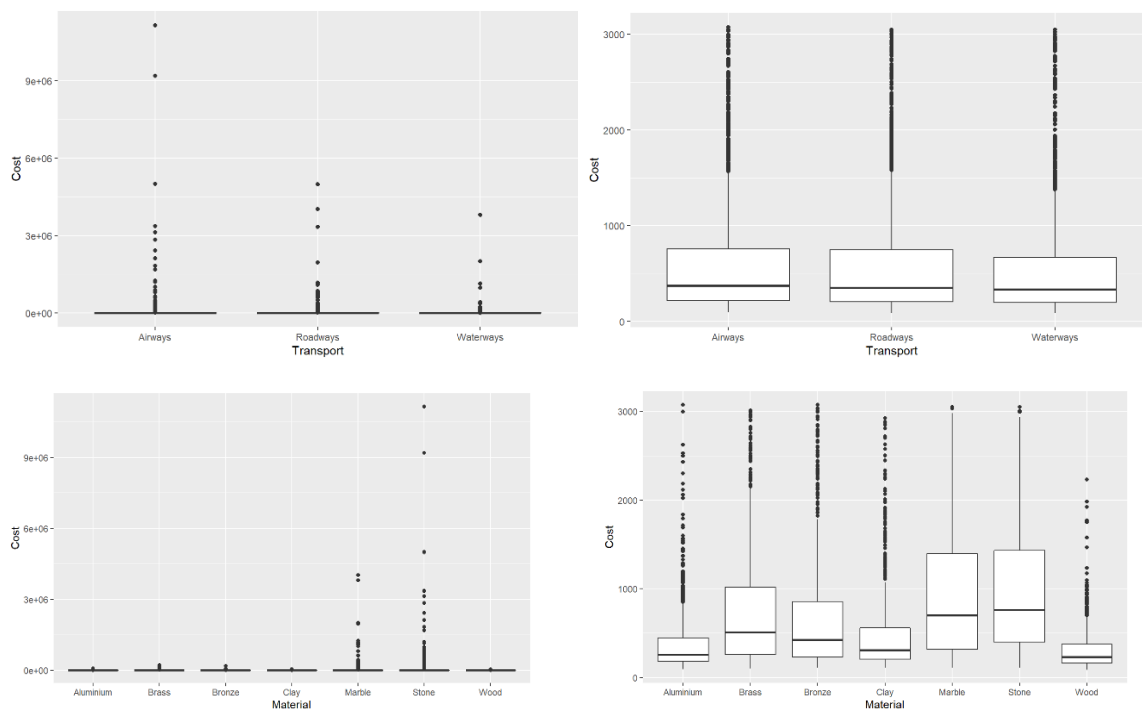 Cost
9e+06
6e+06
3e+06
0e+00
Airways Roadways Waterways
Transport
Cost
3000
2000
1000
0
Airways Roadways Waterways
Transport
Cost
9e+06
6e+06
3e+06
0e+00
Aluminium Brass Bronze Clay Marble Stone Wood
Material
Cost
3000
2000
1000
0
Aluminium Brass Bronze Clay Marble Stone Wood
Material